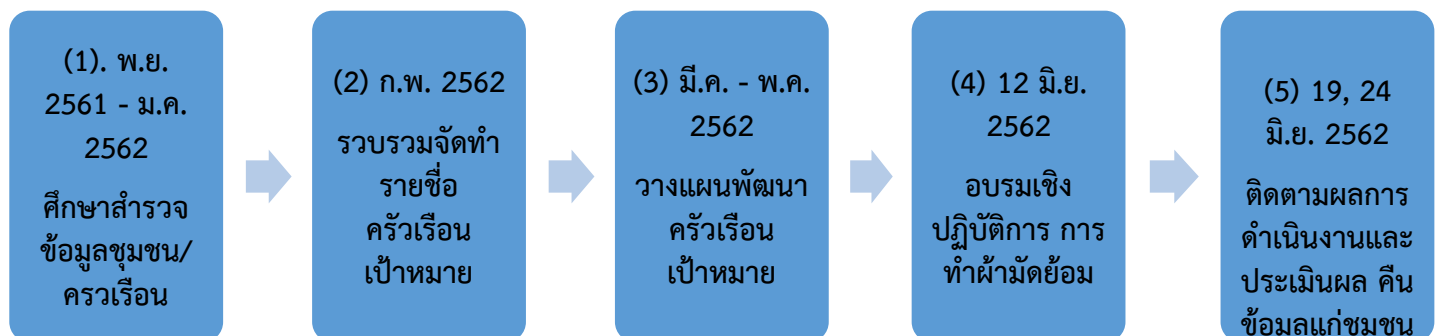 (1). พ.ย.
2561 - ม.ค.
2562
ศึกษาสำรวจ
ข้อมูลชุมชน/
ครวเรือน
(2) ก.พ. 2562
รวบรวมจัดทำ
รายชื่อ
ครัวเรือน
เป้าหมาย
(3) มี.ค. - พ.ค.
2562
วางแผนพัฒนา
ครัวเรือน
เป้าหมาย
(4) 12 มิ.ย.
2562
อบรมเชิง
ปฏิบัติการ การ
ทำผ้ามัดย้อม
(5) 19, 24
มิ.ย. 2562
ติดตามผลการ
ดำเนินงานและ
ประเมินผล คืน
ข้อมูลแก่ชุมชน